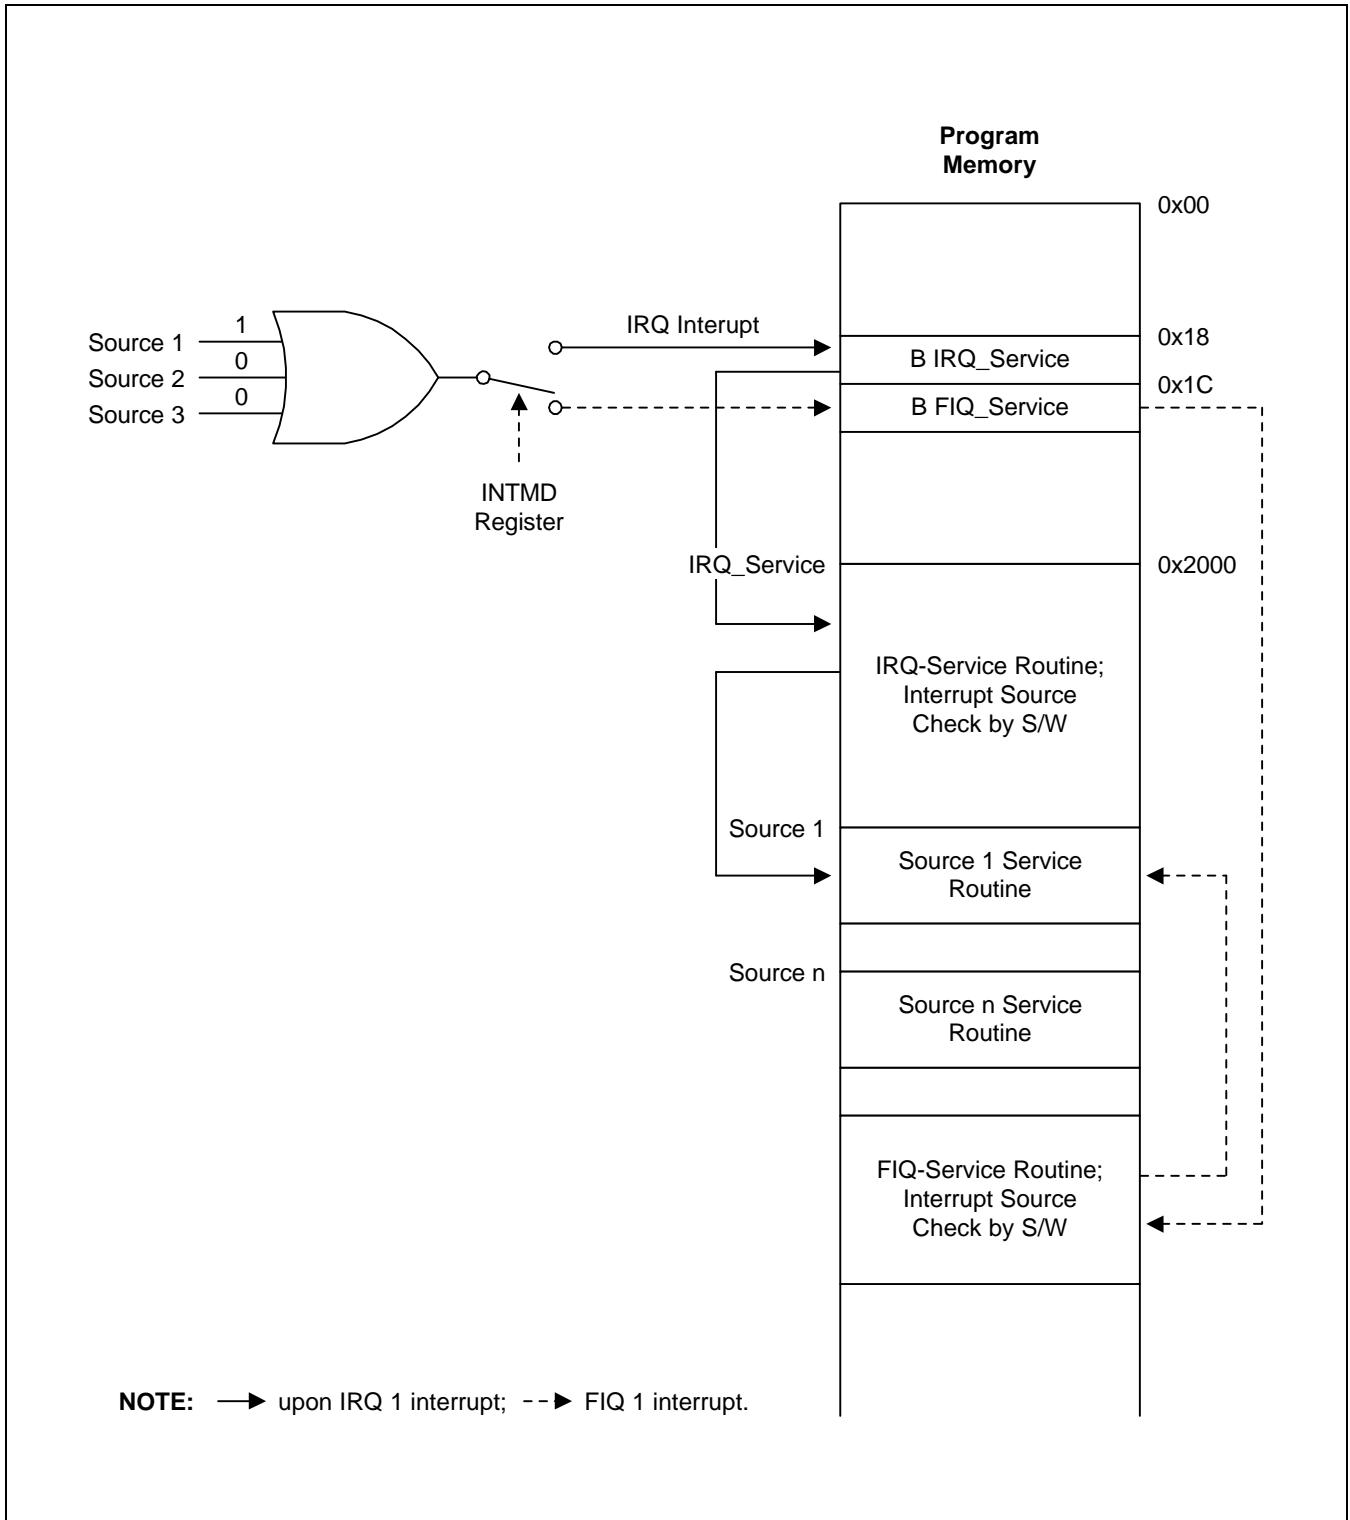 Program
Memory
0x00
IRQ Interupt
0x18
1
Source 1
B IRQ_Service
0
Source 2
0x1C
0
Source 3
B FIQ_Service
INTMD
Register
IRQ_Service
0x2000
IRQ-Service Routine;
Interrupt Source
Check by S/W
Source 1
Source 1 Service
Routine
Source n
Source n Service
Routine
FIQ-Service Routine;
Interrupt Source
Check by S/W
NOTE: upon IRQ 1 interrupt; FIQ 1 interrupt.